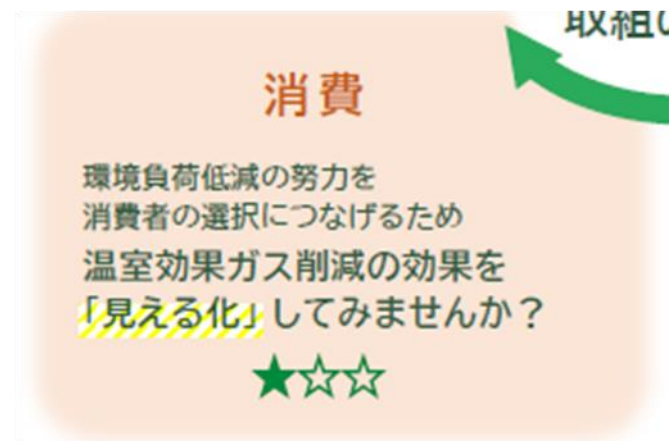 取組の
消費
環境負荷低減の努力を
消費者の選択につなげるため
温室効果ガス削減の効果を
「見える化」してみませんか？
★☆☆